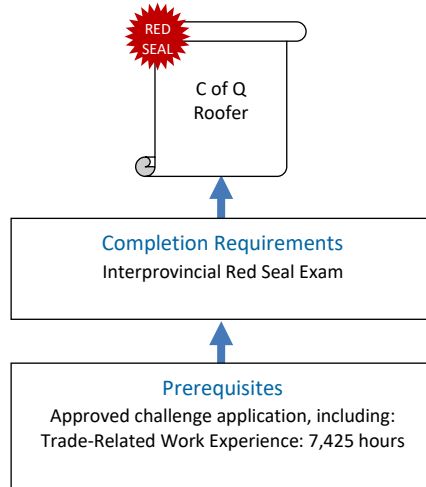 RED
SEAL
C of Q
Roofer
Completion Requirements
Interprovincial Red Seal Exam
Prerequisites
Approved challenge application, including:
Trade-Related Work Experience: 7,425 hours